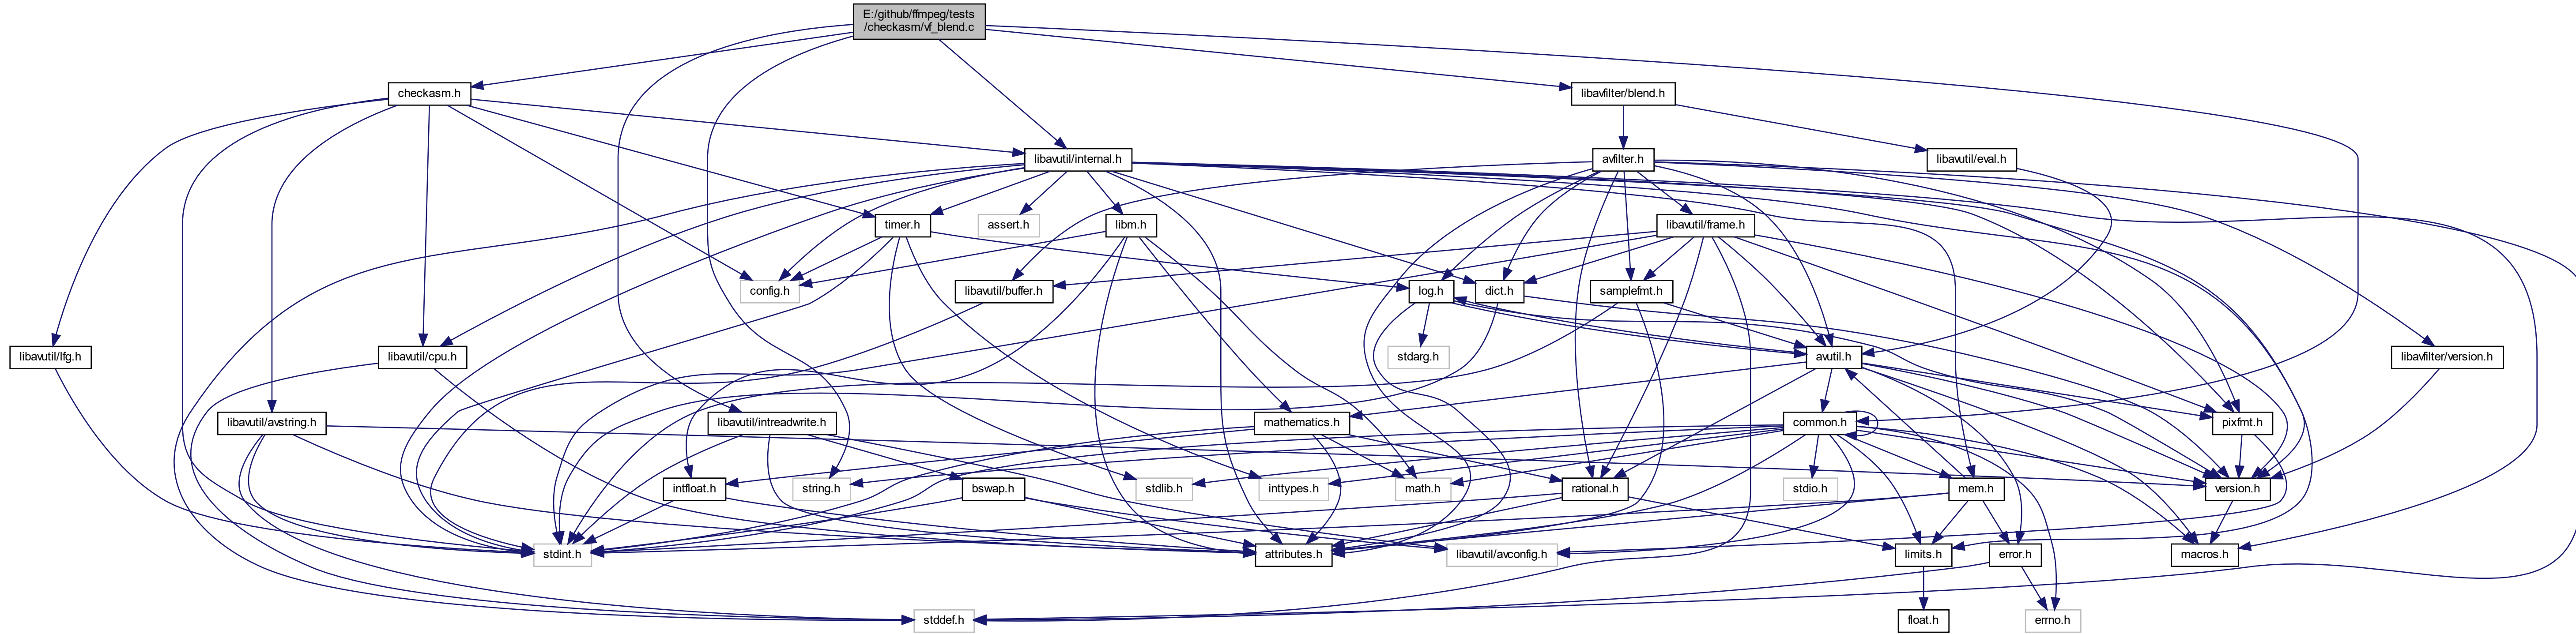 E:/github/ffmpeg/tests
/checkasm/vf_blend.c
checkasm.h
libavfilter/blend.h
libavutil/internal.h
avfilter.h
libavutil/eval.h
timer.h
assert.h
libm.h
libavutil/frame.h
config.h
libavutil/buffer.h
log.h
dict.h
samplefmt.h
libavutil/lfg.h
libavutil/cpu.h
stdarg.h
avutil.h
libavfilter/version.h
libavutil/avstring.h
libavutil/intreadwrite.h
mathematics.h
common.h
pixfmt.h
intfloat.h
string.h
bswap.h
stdlib.h
inttypes.h
math.h
rational.h
stdio.h
mem.h
version.h
stdint.h
attributes.h
libavutil/avconfig.h
limits.h
error.h
macros.h
stddef.h
float.h
errno.h